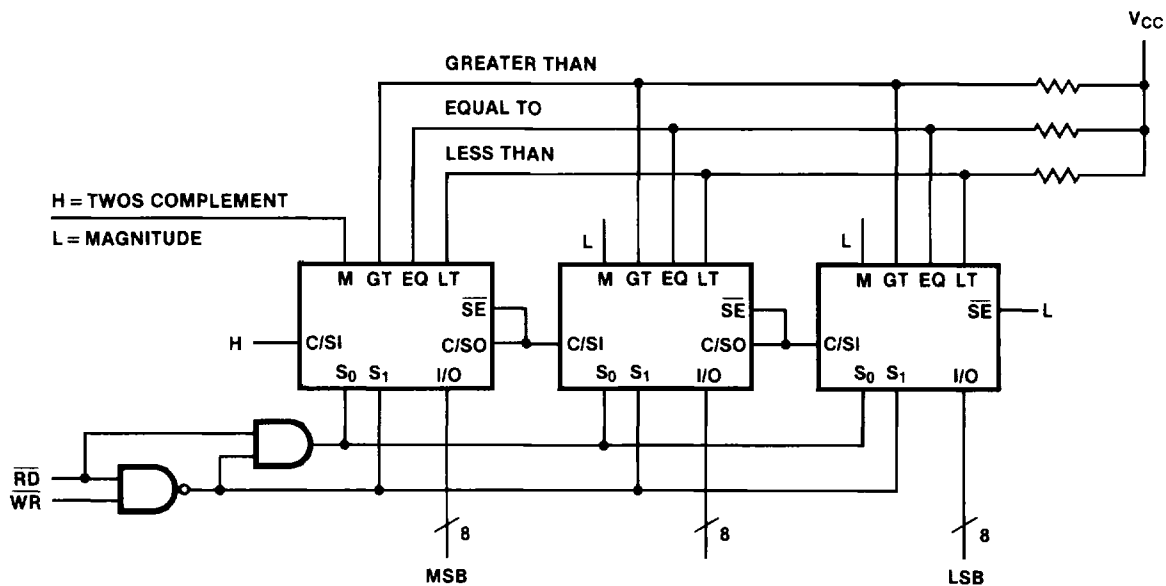 VCC
GREATER THAN
EQUAL TO
LESS THAN
H = TWOS COMPLEMENT
L = MAGNITUDE
L
L
M GT EQ LT
M GT EQ LT
M GT EQ LT
SE
SE
SE
L
H
C/SI
C/SO
C/SI
C/SO
C/SI
S0 S1 I/O
S0 S1 I/O
S0 S1 I/O
RD
WR
8
8
8
MSB
LSB